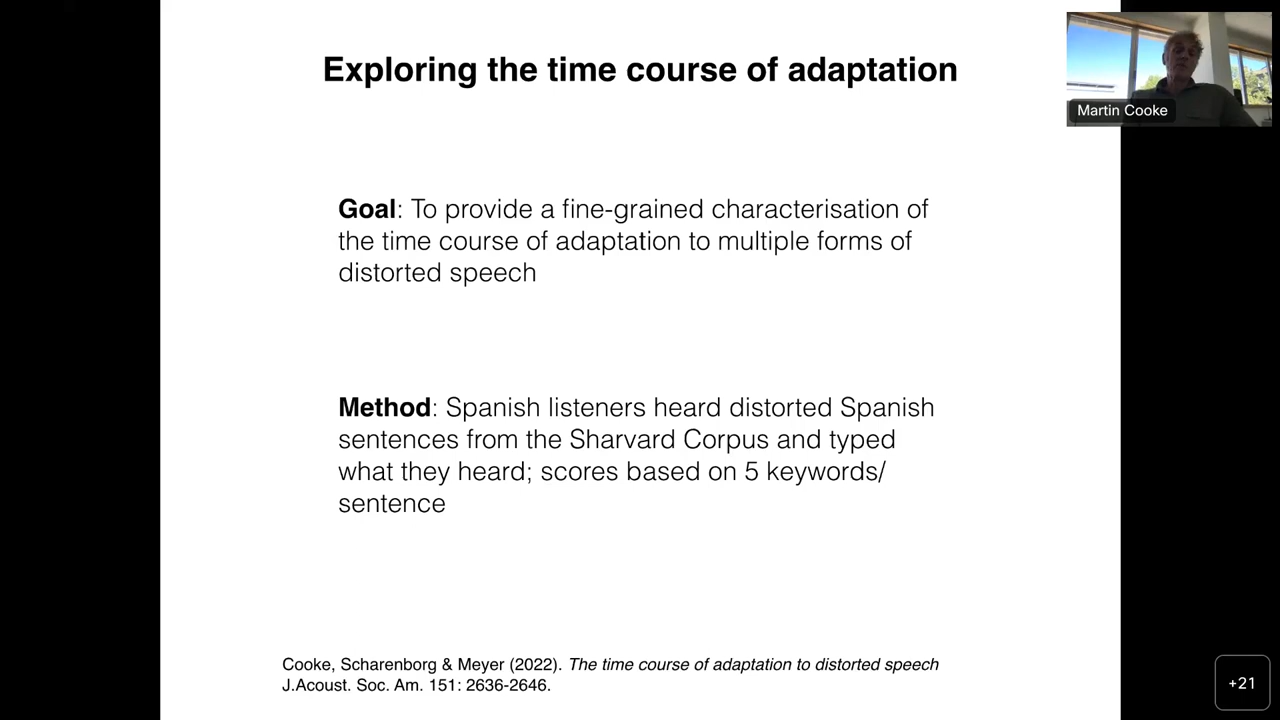 Exploring the time course of adaptation
Martin Cooke
Goal: To provide a fine-grained characterisation of
the time course of adaptation to multiple forms of
distorted speech
Method: Spanish listeners heard distorted Spanish
sentences from the Sharvard Corpus and typed
what they heard; scores based on 5 keywords/
sentence
Cooke, Scharenborg & Meyer (2022). The time course of adaptation to distorted speech
J.Acoust. Soc. Am. 151: 2636-2646.
+21